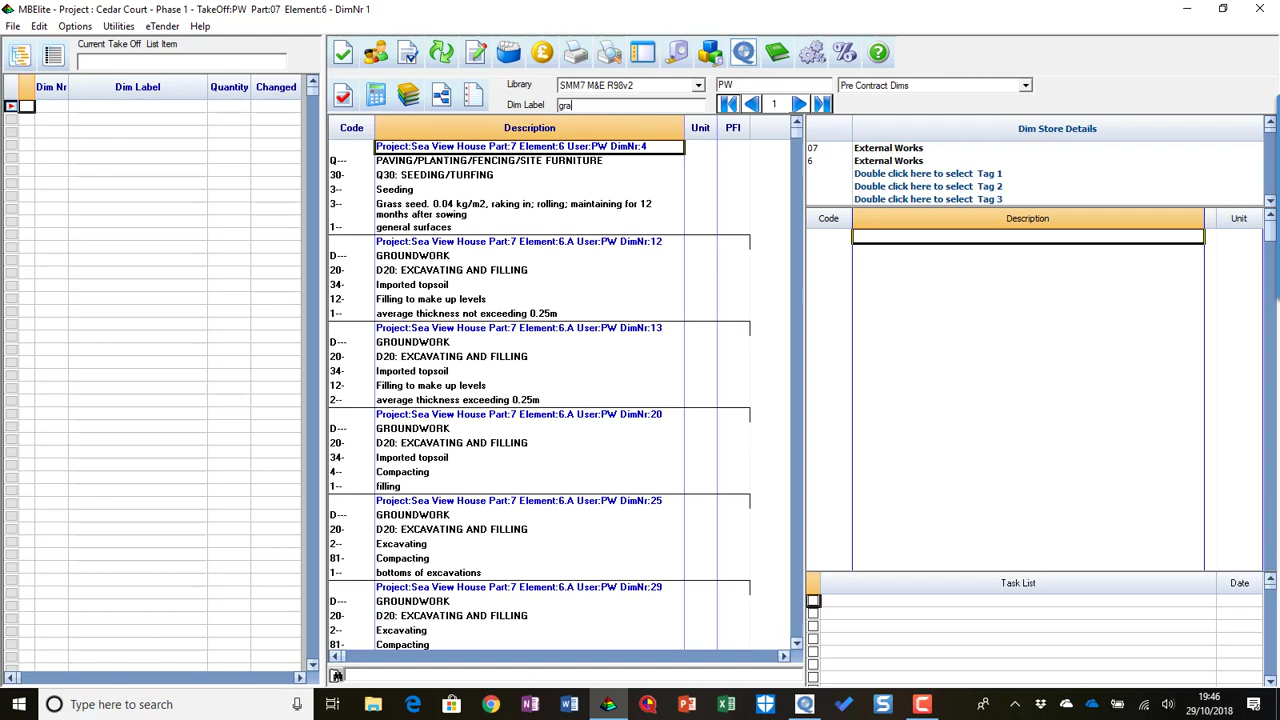 MBElite - Project : Cedar Court - Phase 1 - TakeOff:PW Part:07 Element:6 - DimNr 1
File Edit Options Utilities eTender Help
Current Take Off List Item
Dim Nr Dim Label Quantity Changed
Library SMM7 M&E R98v2 PW Pre Contract Dims
Dim Label gra 1
Code Description Unit PFI
Project:Sea View House Part:7 Element:6 User:PW DimNr:4
Q--- PAVING/PLANTING/FENCING/SITE FURNITURE
30- Q30: SEEDING/TURFING
3-- Seeding
3-- Grass seed. 0.04 kg/m2, raking in; rolling; maintaining for 12
months after sowing
1-- general surfaces
Project:Sea View House Part:7 Element:6.A User:PW DimNr:12
D--- GROUNDWORK
20- D20: EXCAVATING AND FILLING
34- Imported topsoil
12- Filling to make up levels
1-- average thickness not exceeding 0.25m
Project:Sea View House Part:7 Element:6.A User:PW DimNr:13
D--- GROUNDWORK
20- D20: EXCAVATING AND FILLING
34- Imported topsoil
12- Filling to make up levels
2-- average thickness exceeding 0.25m
Project:Sea View House Part:7 Element:6.A User:PW DimNr:20
D--- GROUNDWORK
20- D20: EXCAVATING AND FILLING
34- Imported topsoil
4-- Compacting
1-- filling
Project:Sea View House Part:7 Element:6.A User:PW DimNr:25
D--- GROUNDWORK
20- D20: EXCAVATING AND FILLING
2-- Excavating
81- Compacting
1-- bottoms of excavations
Project:Sea View House Part:7 Element:6.A User:PW DimNr:29
D--- GROUNDWORK
20- D20: EXCAVATING AND FILLING
2-- Excavating
81- Compacting
Dim Store Details
07 External Works
6 External Works
Double click here to select Tag 1
Double click here to select Tag 2
Double click here to select Tag 3
Code Description Unit
Task List Date
Type here to search
19:46
29/10/2018